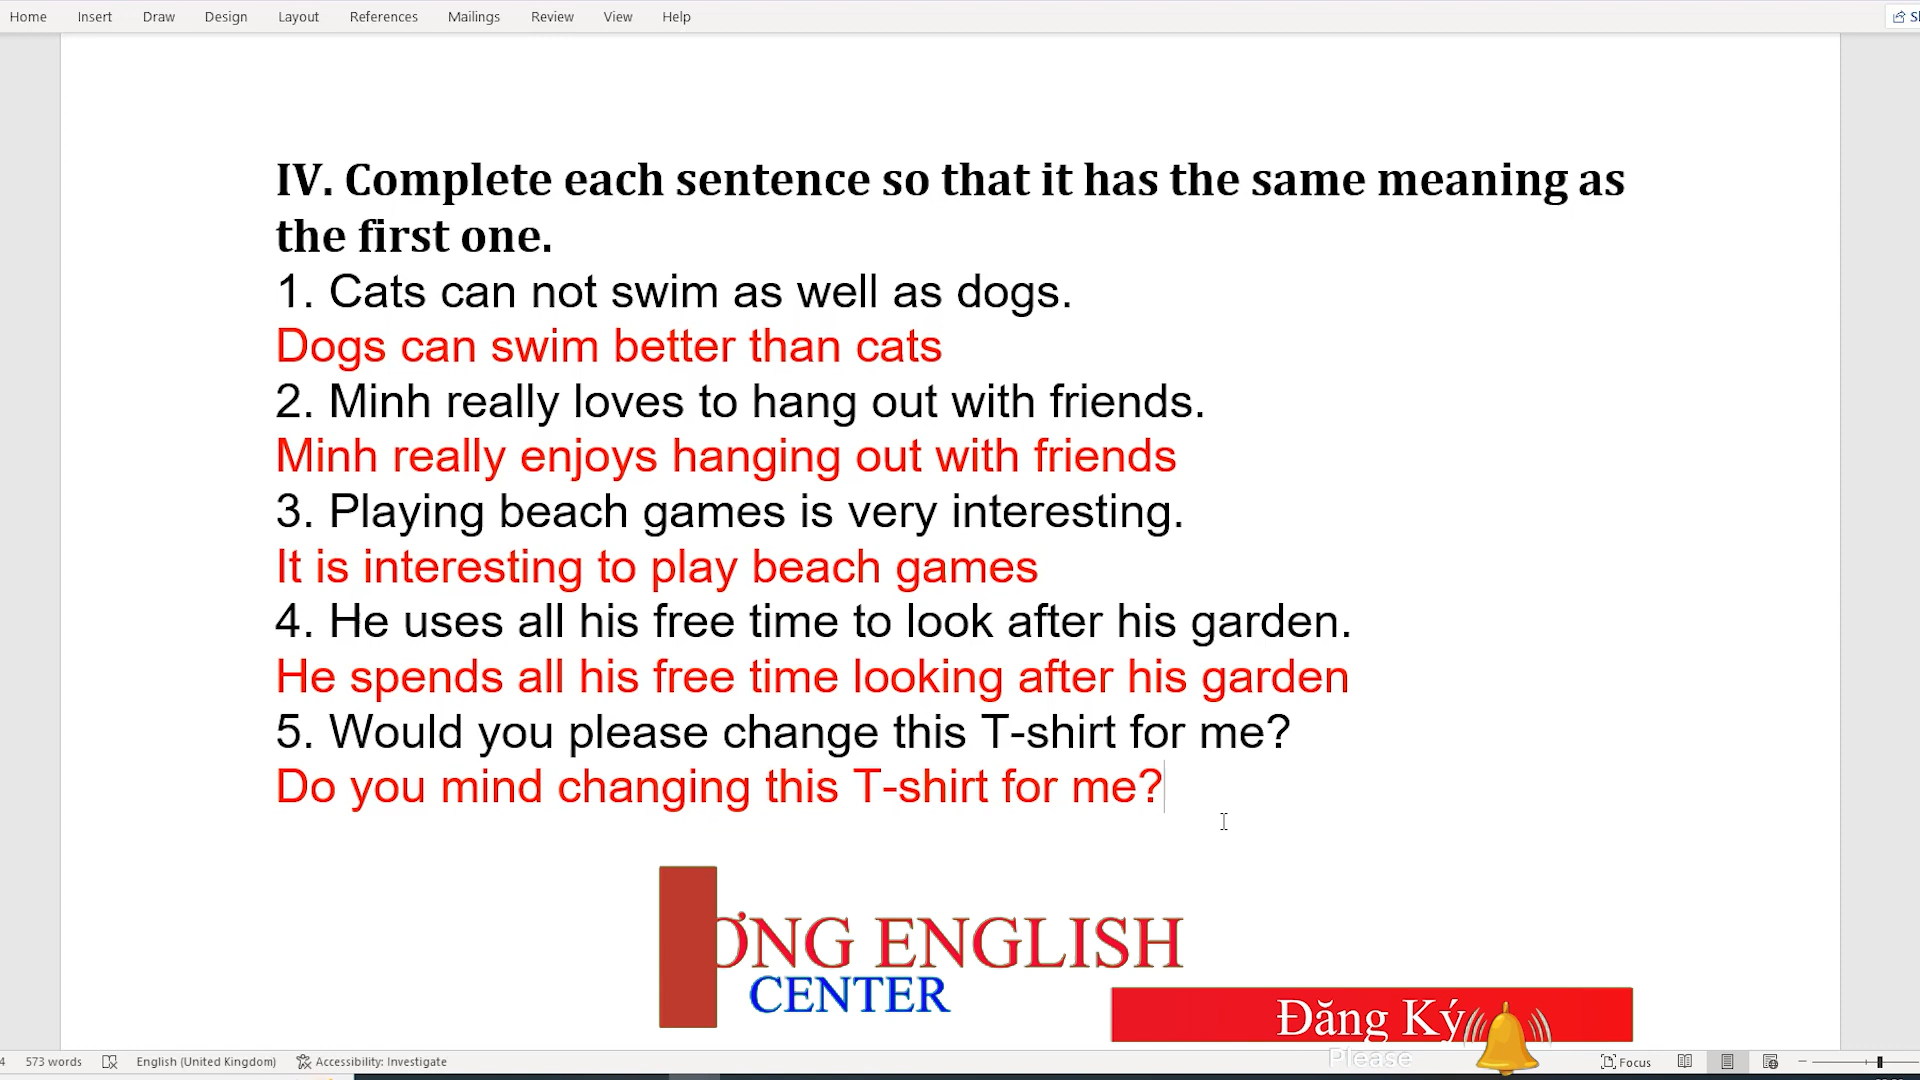 Home Insert Draw Design Layout References Mailings Review View Help
IV. Complete each sentence so that it has the same meaning as
the first one.
1. Cats can not swim as well as dogs.
Dogs can swim better than cats
2. Minh really loves to hang out with friends.
Minh really enjoys hanging out with friends
3. Playing beach games is very interesting.
It is interesting to play beach games
4. He uses all his free time to look after his garden.
He spends all his free time looking after his garden
5. Would you please change this T-shirt for me?
Do you mind changing this T-shirt for me?
ƠNG ENGLISH
CENTER
Đăng Ký
Please
4 573 words English (United Kingdom) Accessibility: Investigate Focus